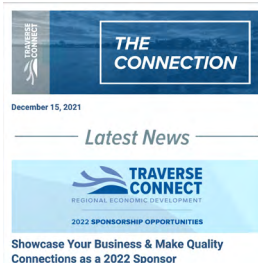 TRAVERSE
CONNECT
THE
CONNECTION
December 15, 2021
Latest News
TRAVERSE
CONNECT
REGIONAL ECONOMIC DEVELOPMENT
2022 SPONSORSHIP OPPORTUNITIES
Showcase Your Business & Make Quality
Connections as a 2022 Sponsor